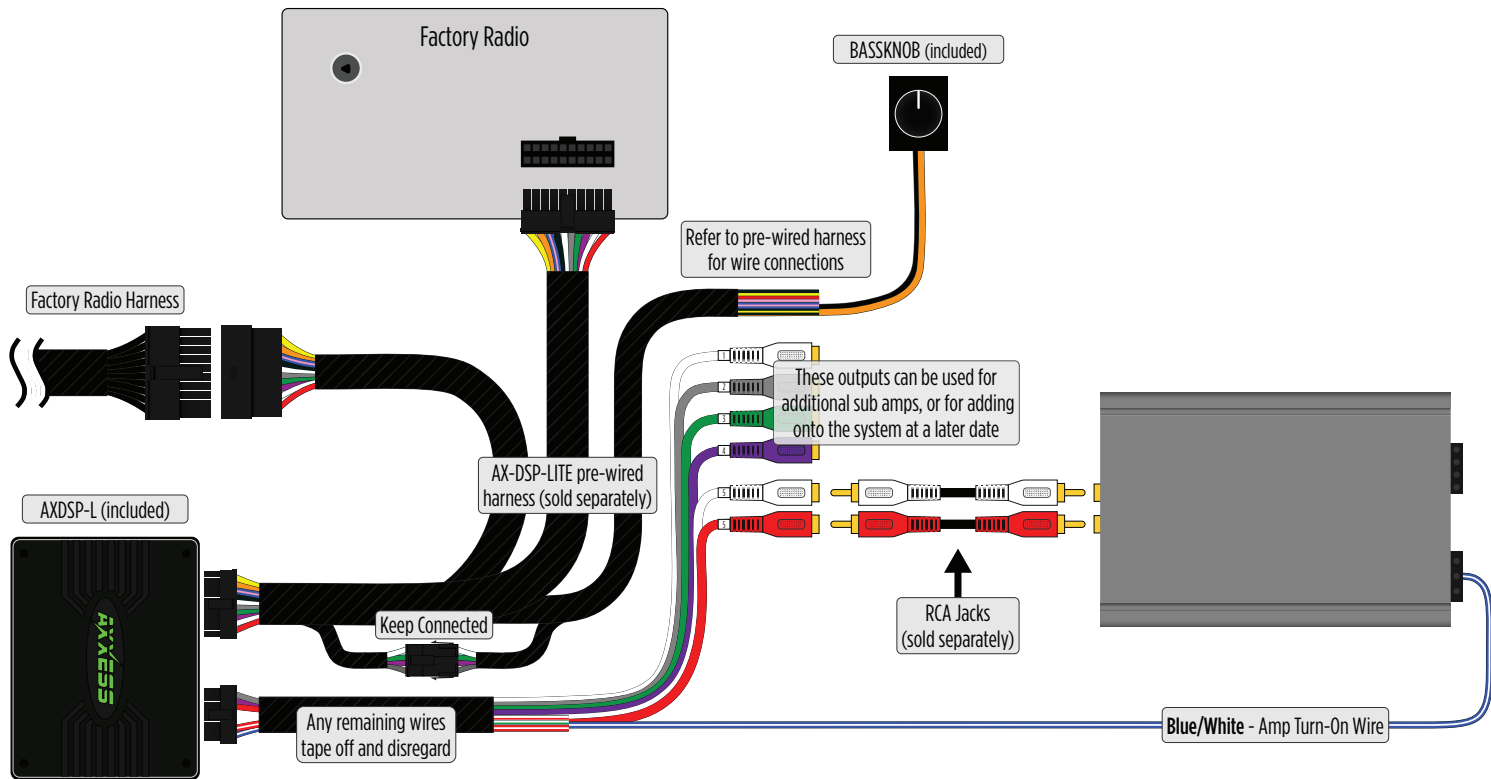 Factory Radio
BASSKNOB (included)
Refer to pre-wired harness
for wire connections
Factory Radio Harness
1
2
3
4
5
5
These outputs can be used for
additional sub amps, or for adding
onto the system at a later date
AX-DSP-LITE pre-wired
harness (sold separately)
AXDSP-L (included)
AXXESS
Keep Connected
RCA Jacks
(sold separately)
Any remaining wires
tape off and disregard
Blue/White - Amp Turn-On Wire